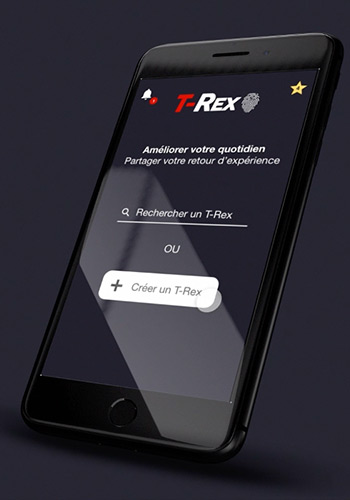 T-REX
Améliorer votre quotidien
Partager votre retour d'expérience
Rechercher un T-Rex
OU
Créer un T-Rex